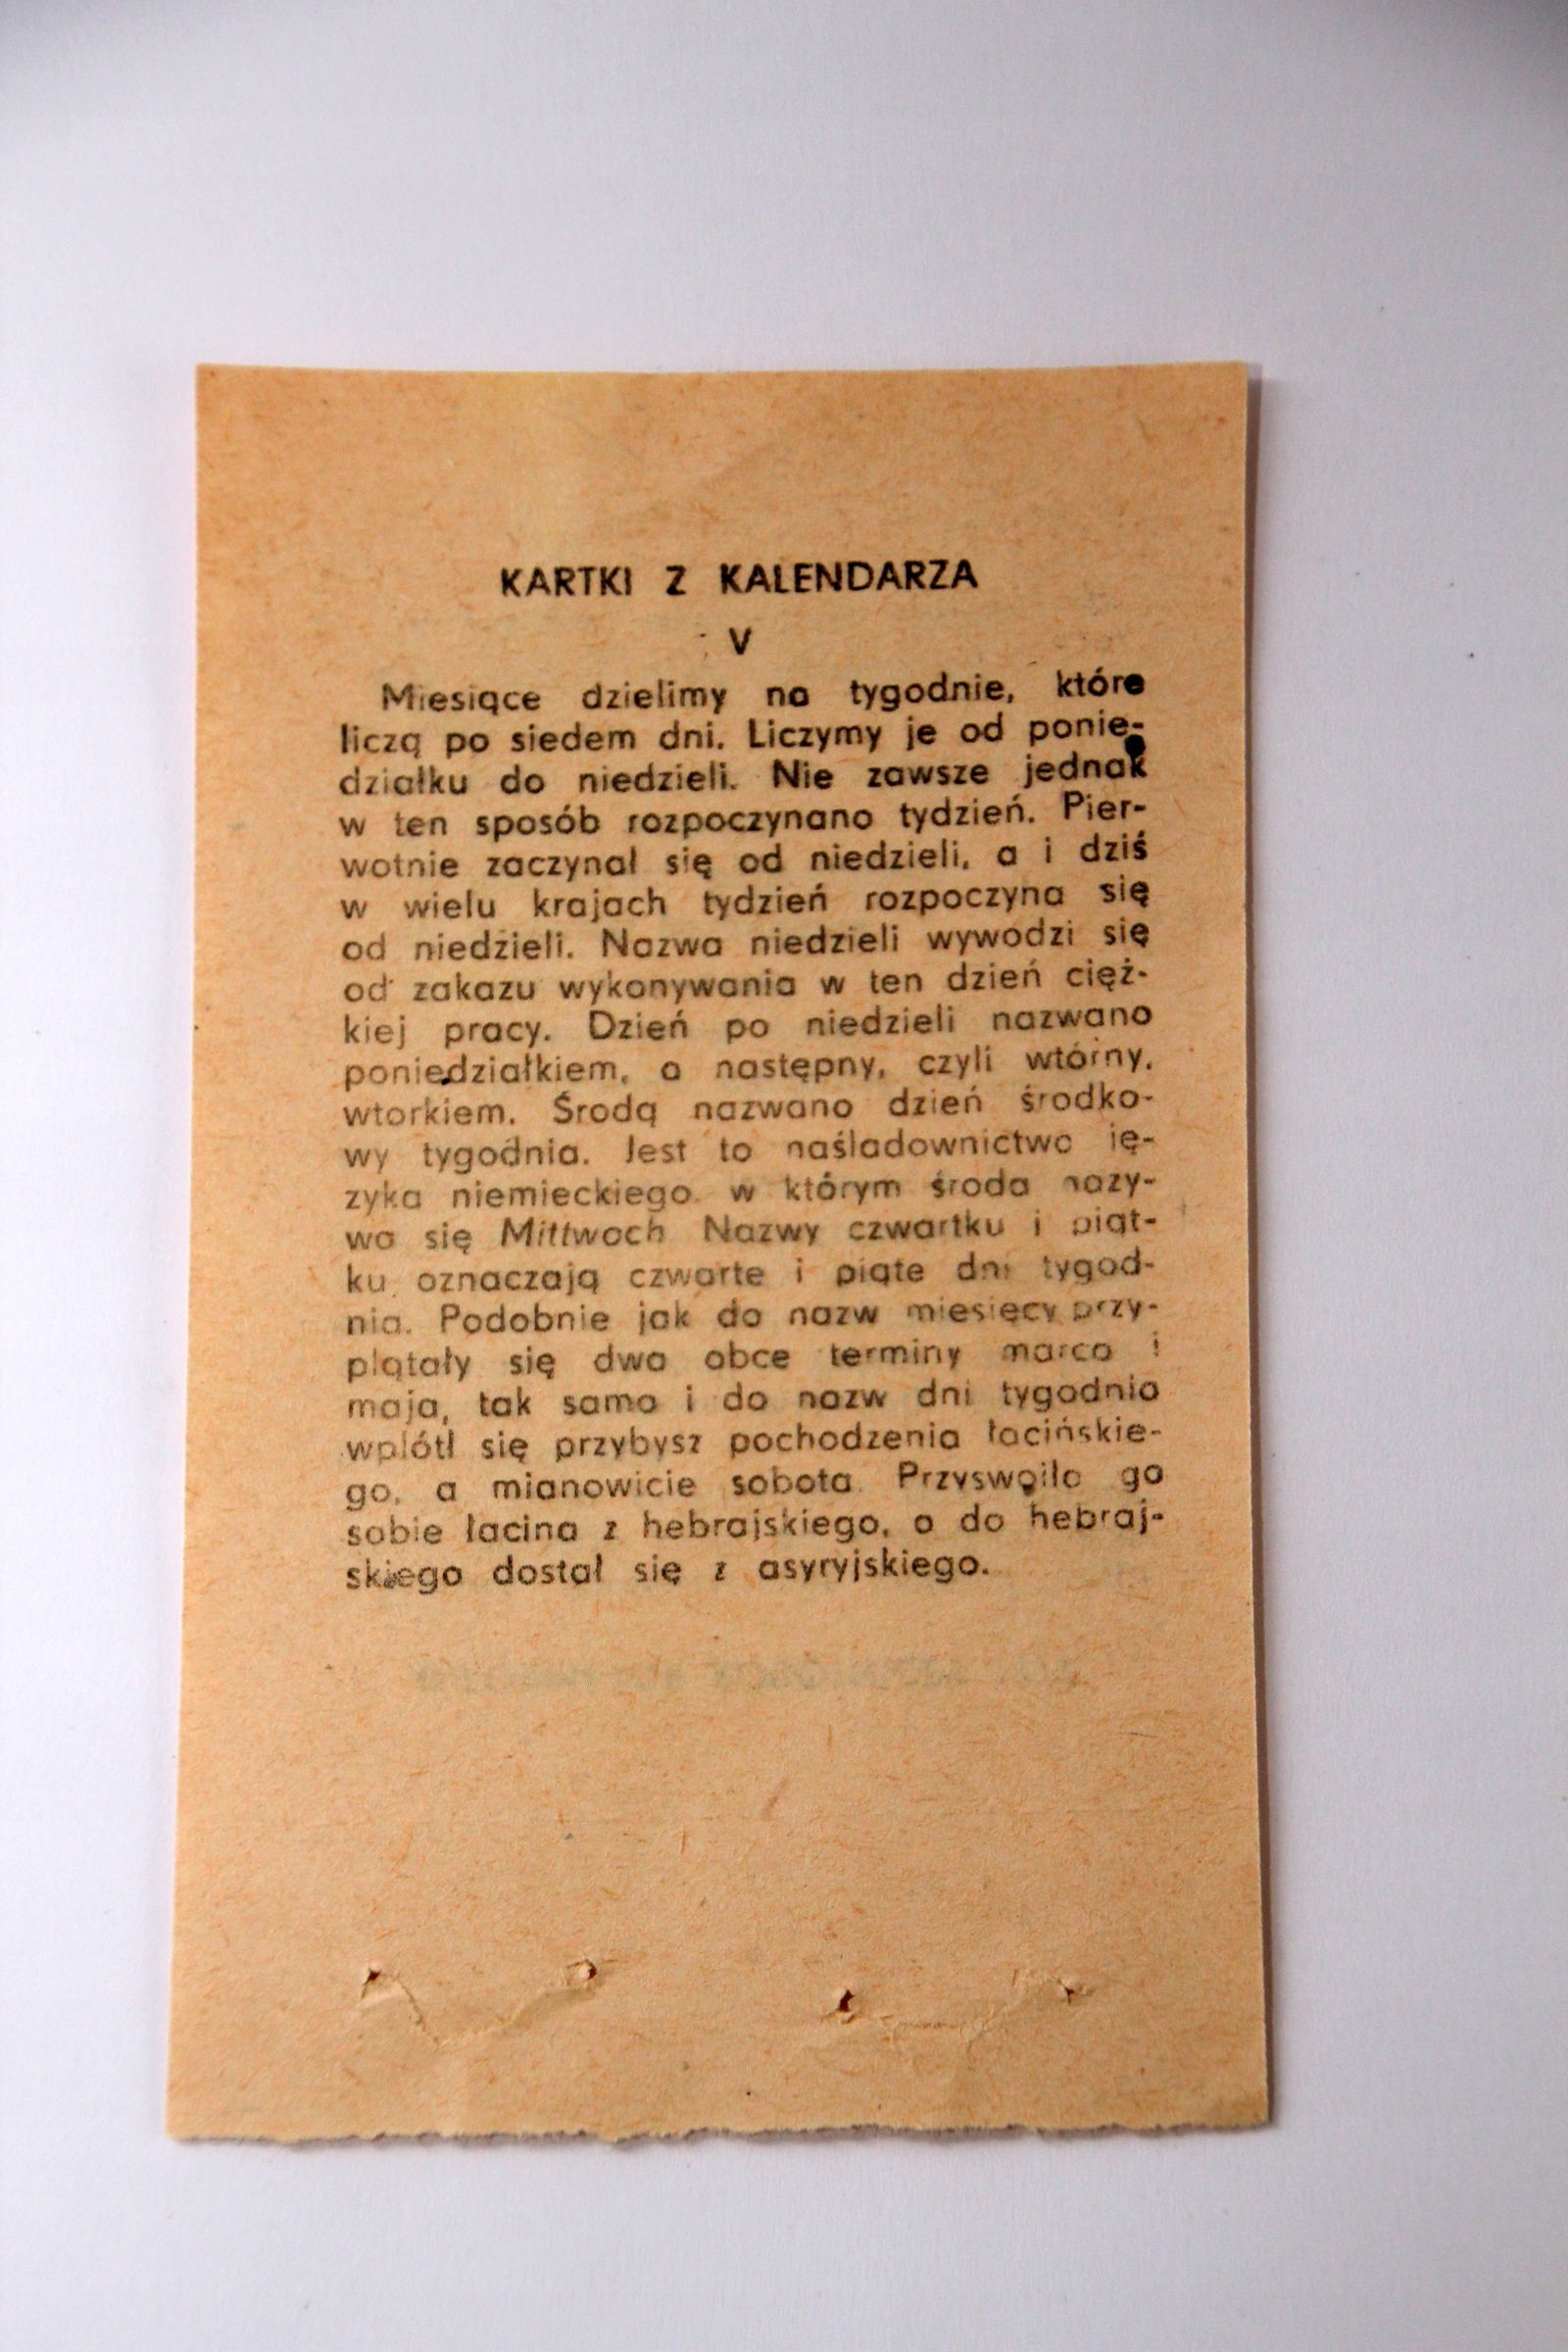 KARTKI Z KALENDARZA
V
Miesiące dzielimy na tygodnie, które
liczą po siedem dni. Liczymy je od ponie-
działku do niedzieli. Nie zawsze jednak
w ten sposób rozpoczynano tydzień. Pier-
wotnie zaczynał się od niedzieli, a i dziś
w wielu krajach tydzień rozpoczyna się
od niedzieli. Nazwa niedzieli wywodzi się
od zakazu wykonywania w ten dzień cięż-
kiej pracy. Dzień po niedzieli nazwano
poniedziałkiem, a następny, czyli wtórny,
wtorkiem. Środą nazwano dzień środko-
wy tygodnia. Jest to naśladownictwo ję-
zyka niemieckiego w którym środa nazy-
wa się Mittwoch Nazwy czwartku i piąt-
ku oznaczają czwarte i piąte dni tygod-
nia. Podobnie jak do nazw miesięcy przy-
plątały się dwa obce terminy marca i
maja, tak samo i do nazw dni tygodnia
wplótł się przybysz pochodzenia łacińskie-
go, a mianowicie sobota Przyswoiła go
sobie łacina z hebrajskiego, a do hebraj-
skiego dostał się z asyryjskiego.